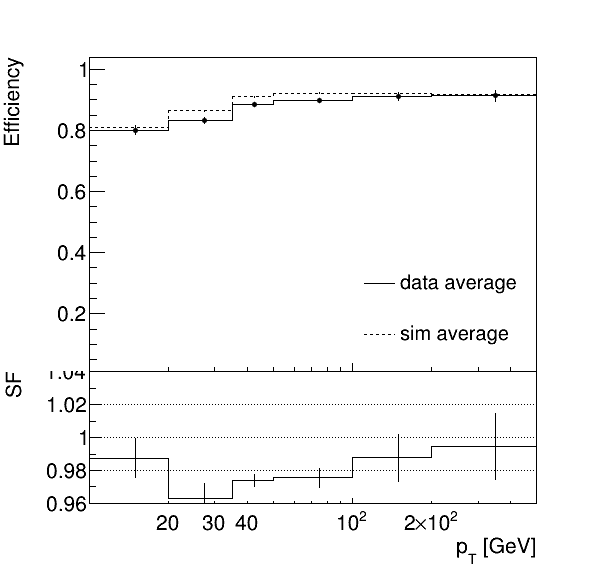 Efficiency
1
0.8
0.6
0.4
0.2
data average
sim average
SF
1.04
1.02
1
0.98
0.96
20 30 40 10² 2×10²
p_T [GeV]